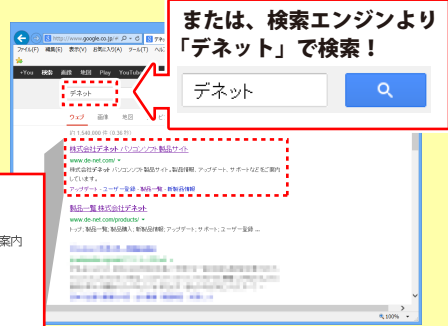 または、検索エンジンより
「デネット」で検索！
デネット
http://www.google.co.jp
ファイル(F) 編集(E) 表示(V) お気に入り(A) ツール(T)
+You 検索 画像 地図 Play YouTube
デネット
ウェブ 画像 地図
株式会社デネット パソコンソフト製品サイト
www.de-net.com/
株式会社デネット パソコンソフト製品サイト。製品情報、アップデート、サポートなどをご案内
しています。
アップデート - ユーザー登録 - 製品一覧 - 新製品情報
製品一覧 株式会社デネット
www.de-net.com/products/
トップ; 製品一覧; 製品購入; 新製品情報; アップデート; サポート; ユーザー登録 ...
案内
100%